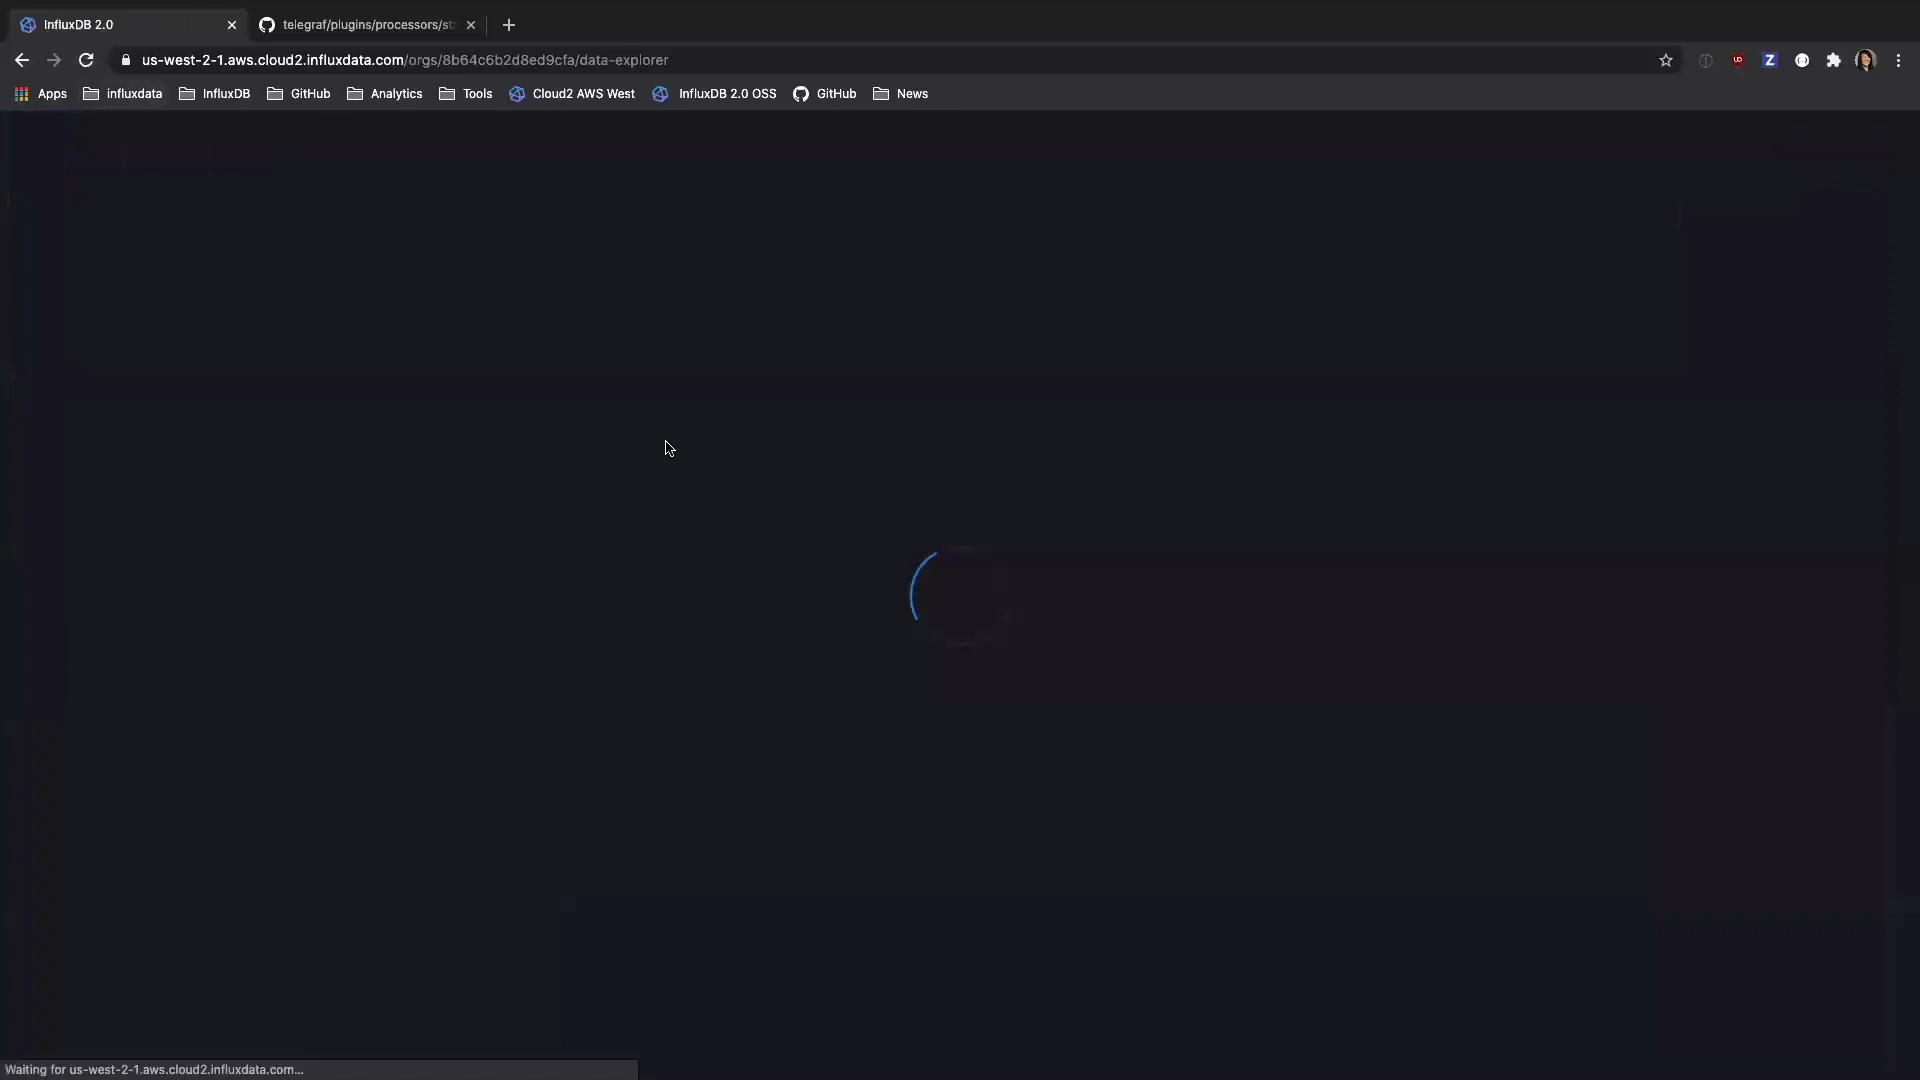 InfluxDB 2.0
telegraf/plugins/processors/st
us-west-2-1.aws.cloud2.influxdata.com/orgs/8b64c6b2d8ed9cfa/data-explorer
Apps influxdata InfluxDB GitHub Analytics Tools Cloud2 AWS West InfluxDB 2.0 OSS GitHub News
Waiting for us-west-2-1.aws.cloud2.influxdata.com...